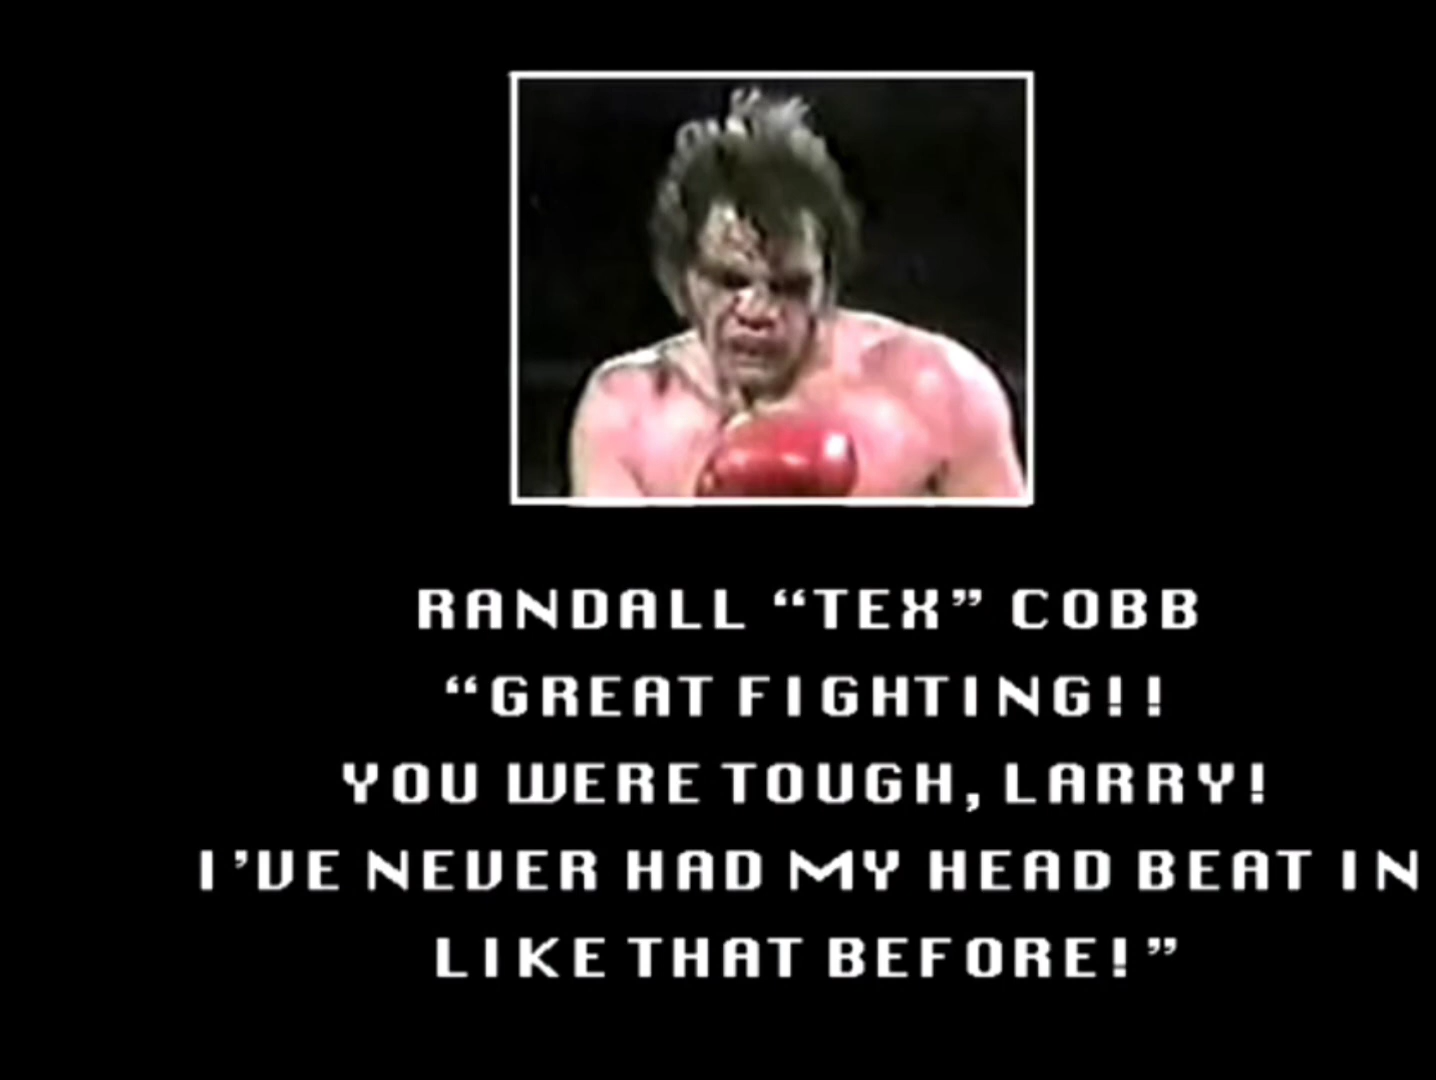 RANDALL “TEX” COBB
“GREAT FIGHTING!!
YOU WERE TOUGH, LARRY!
I’VE NEVER HAD MY HEAD BEAT IN
LIKE THAT BEFORE!”